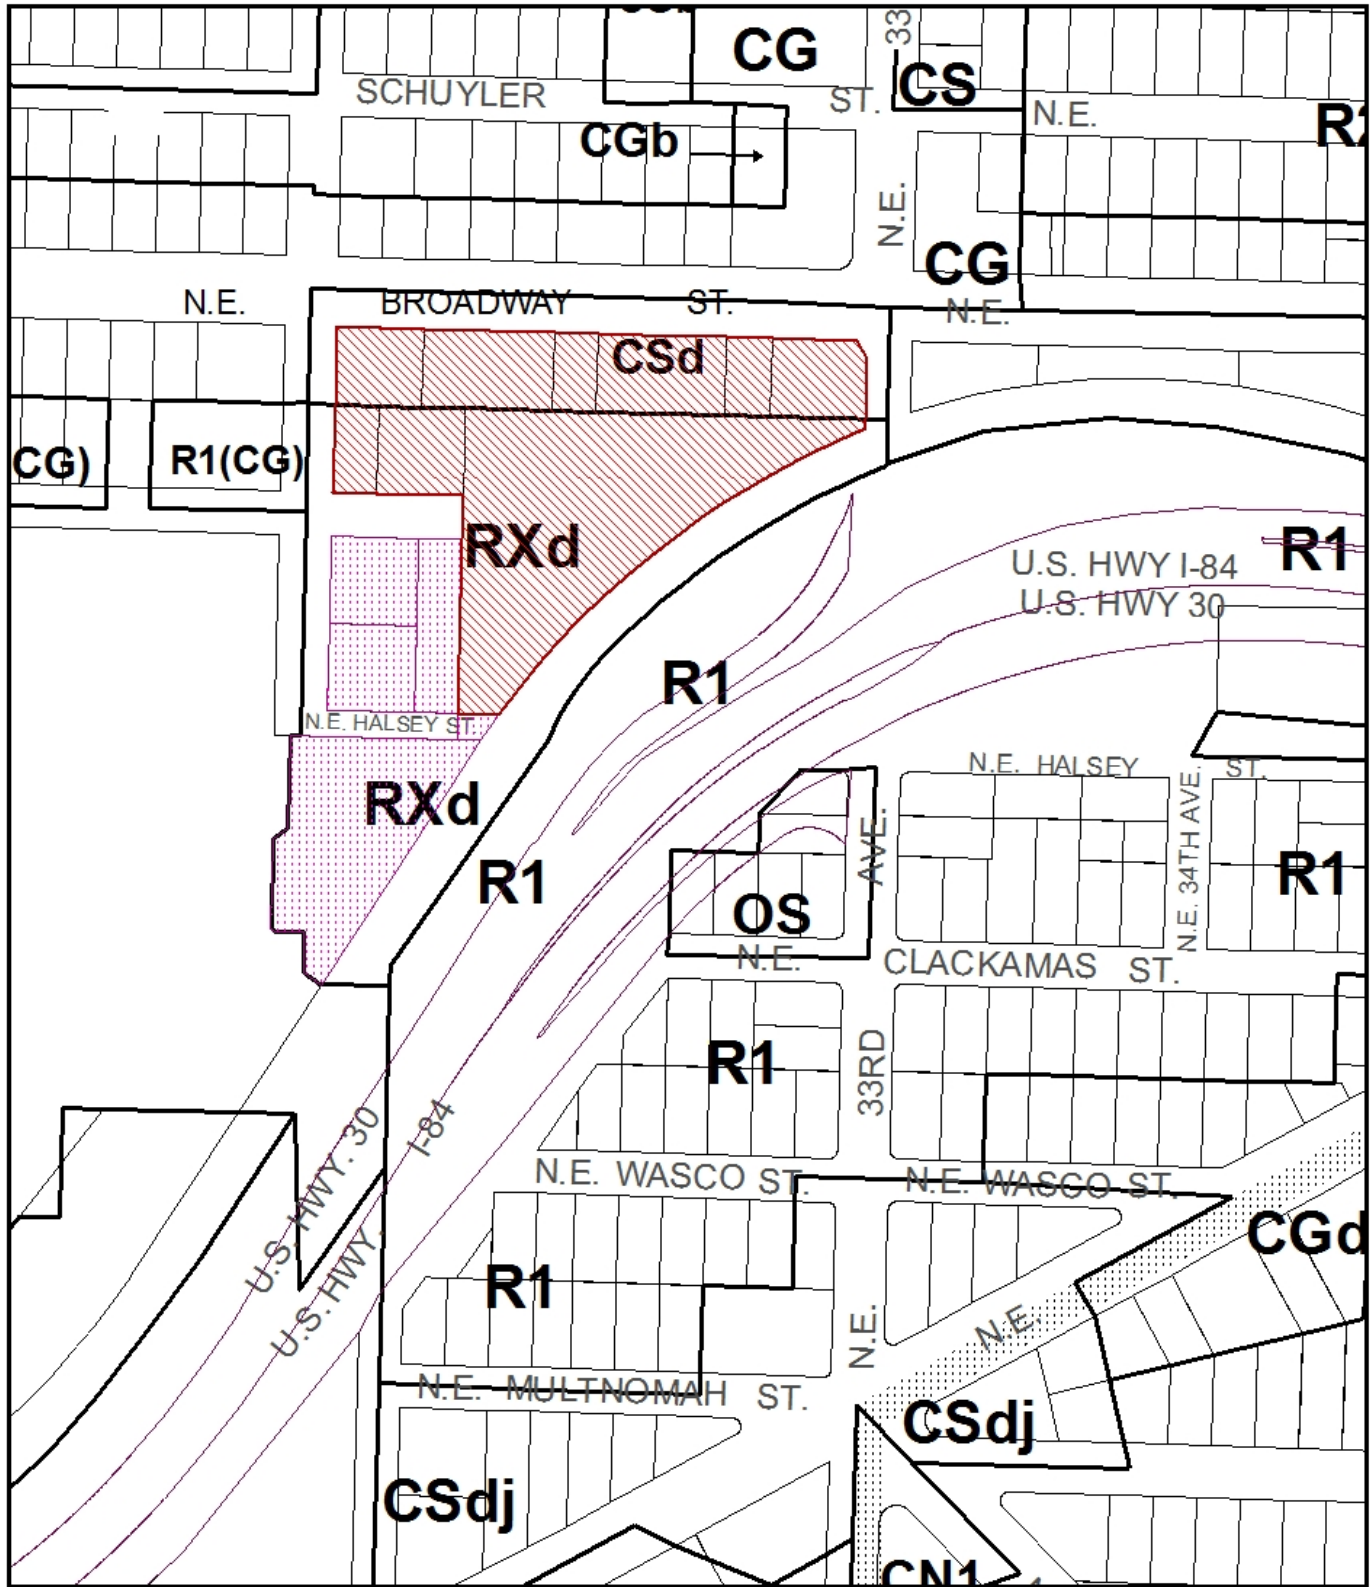 CG
33
CS
SCHUYLER
ST.
N.E.
CGb
N.E.
CG
N.E.
BROADWAY
ST.
N.E.
CSd
CG)
R1(CG)
RXd
U.S. HWY I-84
R1
U.S. HWY 30
R1
N.E. HALSEY ST.
N.E. HALSEY
ST.
RXd
AVE.
N.E. 34TH AVE.
R1
R1
OS
N.E.
CLACKAMAS ST.
R1
33RD
U.S. HWY. 30
I-84
N.E. WASCO ST.
N.E. WASCO ST.
CGd
U.S. HWY.
R1
N.E.
N.E.
N.E. MULTNOMAH ST.
CSdj
CSdj
CN1